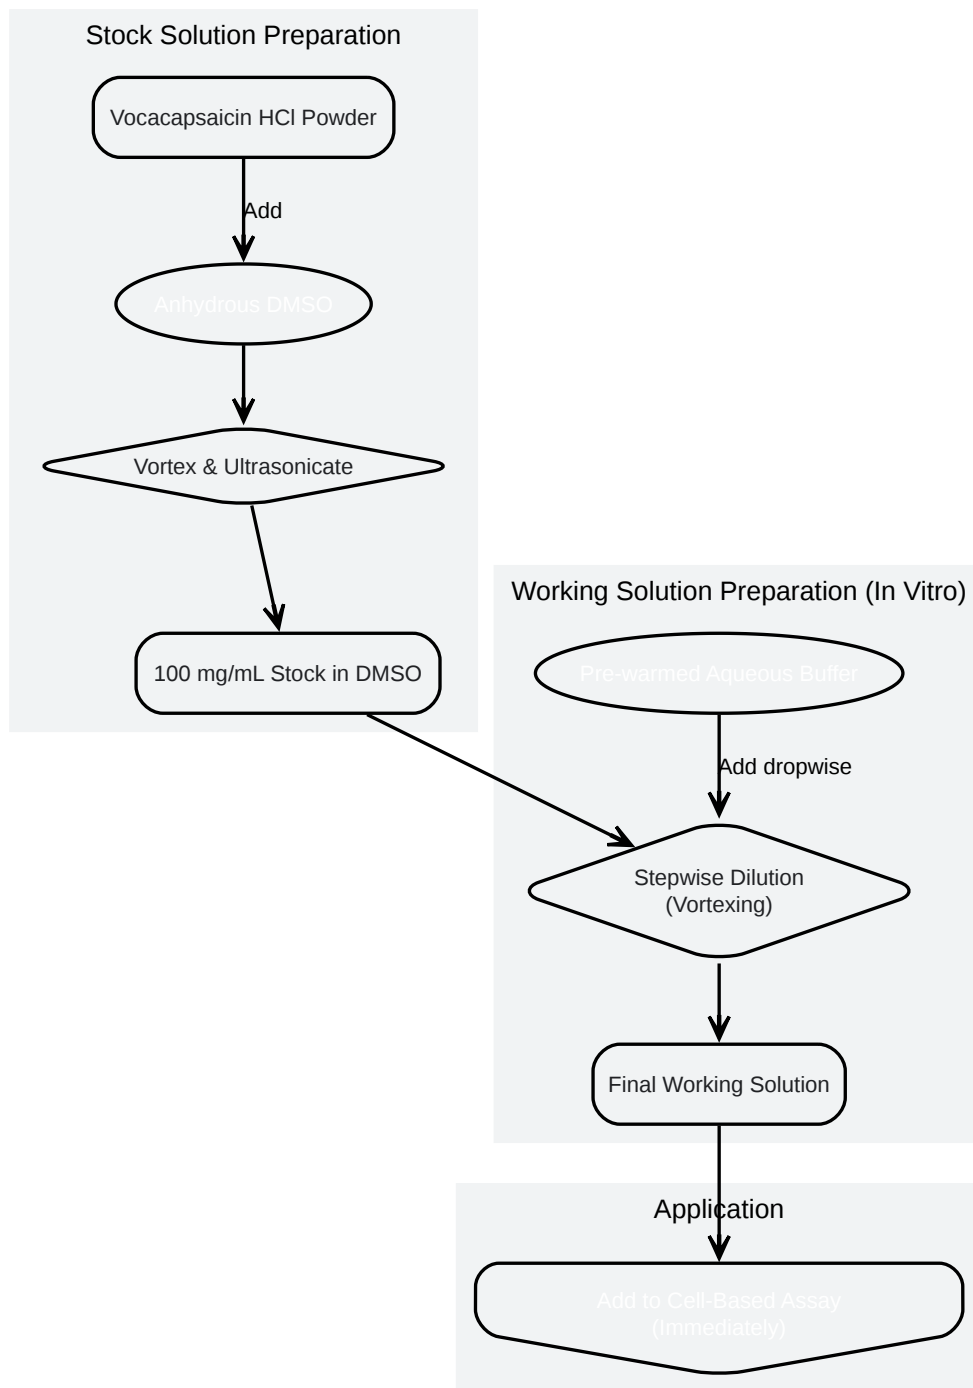 Stock Solution Preparation
Vocacapsaicin HCl Powder
Add
Anhydrous DMSO
Vortex & Ultrasonicate
100 mg/mL Stock in DMSO
Working Solution Preparation (In Vitro)
Pre-warmed Aqueous Buffer
Add dropwise
Stepwise Dilution
(Vortexing)
Final Working Solution
Application
Add to Cell-Based Assay
(Immediately)